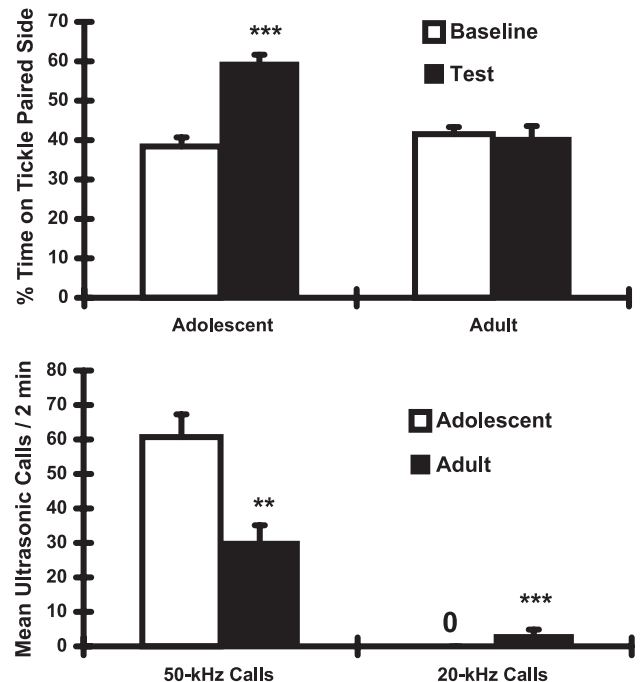 70
60
50
40
30
20
10
0
% Time on Tickle Paired Side
***
Baseline
Test
Adolescent
Adult
80
70
60
50
40
30
20
10
0
Mean Ultrasonic Calls / 2 min
Adolescent
Adult
**
0
***
50-kHz Calls
20-kHz Calls